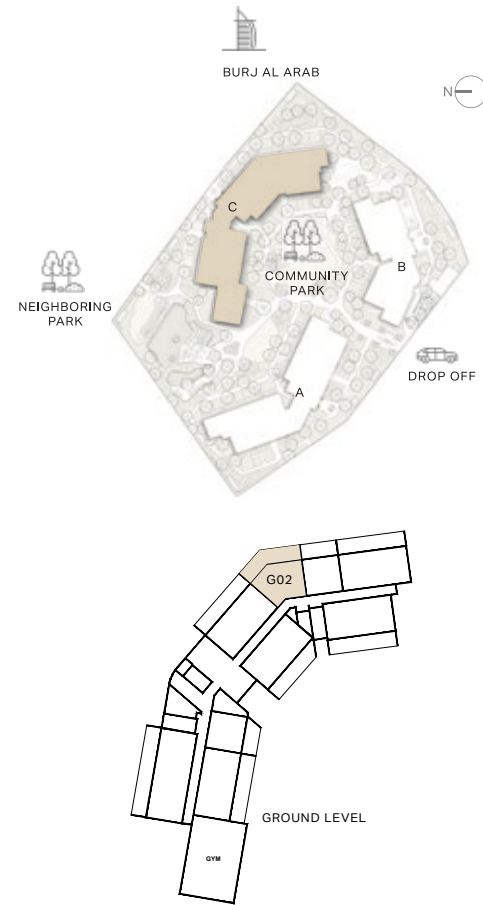 BURJ AL ARAB
N
C
B
COMMUNITY
PARK
NEIGHBORING
PARK
DROP OFF
A
G02
GROUND LEVEL
GYM